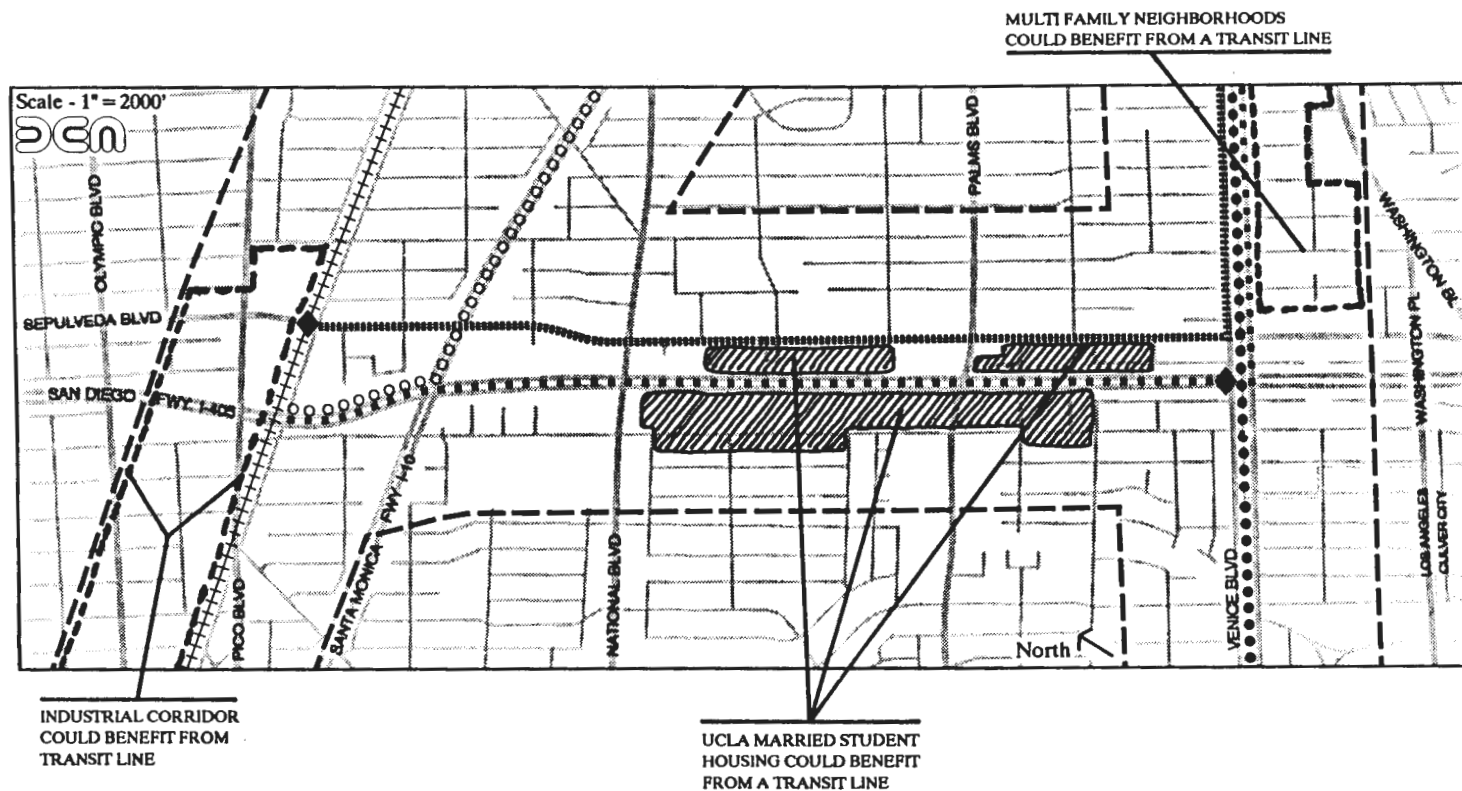 MULTI FAMILY NEIGHBORHOODS
COULD BENEFIT FROM A TRANSIT LINE
Scale - 1" = 2000'
OLYMPIC BLVD
PALMS BLVD
WASHINGTON BL
SEPULVEDA BLVD
SAN DIEGO FWY. I-405
WASHINGTON PL
FWY I-10
SANTA MONICA
PICO BLVD
NATIONAL BLVD
VENICE BLVD
LOS ANGELES
CULVER CITY
North
INDUSTRIAL CORRIDOR
COULD BENEFIT FROM
TRANSIT LINE
UCLA MARRIED STUDENT
HOUSING COULD BENEFIT
FROM A TRANSIT LINE